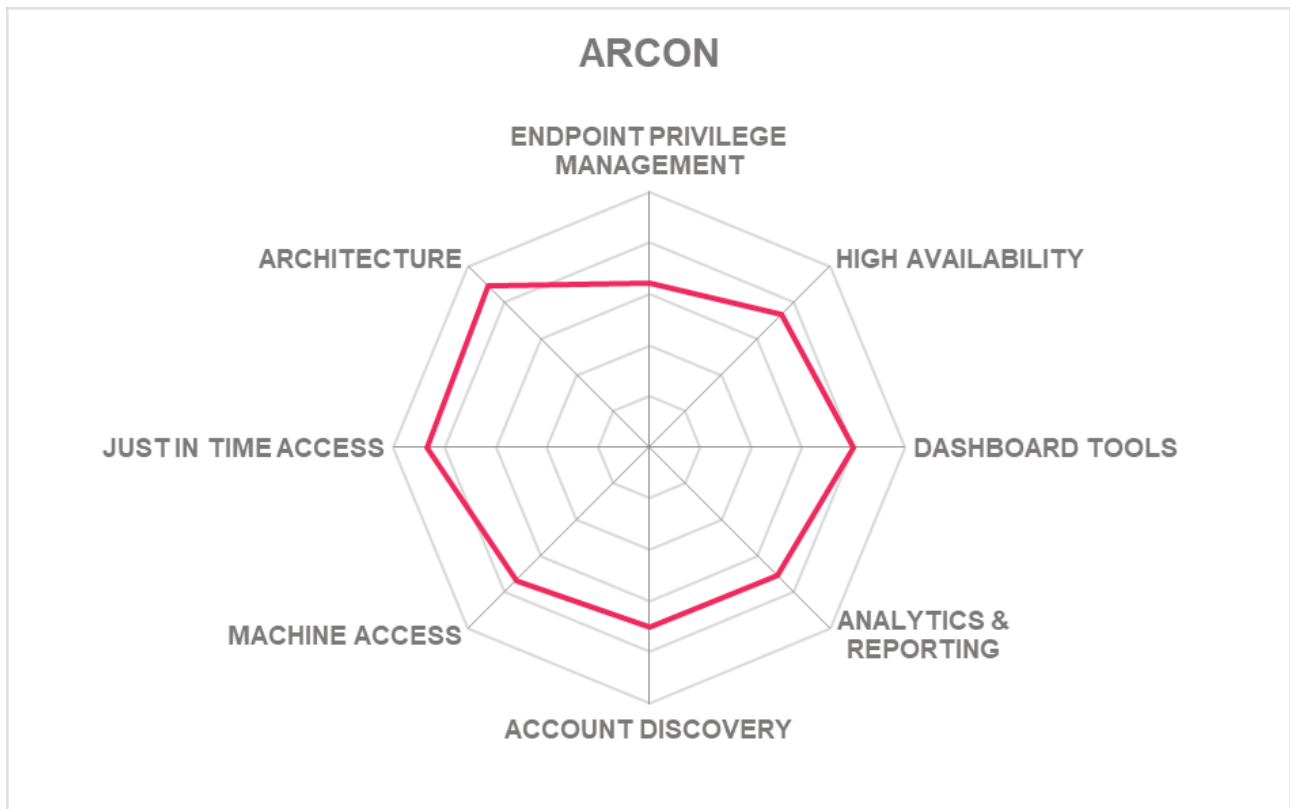 ARCON
ENDPOINT PRIVILEGE
MANAGEMENT
ARCHITECTURE
HIGH AVAILABILITY
JUST IN TIME ACCESS
DASHBOARD TOOLS
MACHINE ACCESS
ANALYTICS &
REPORTING
ACCOUNT DISCOVERY